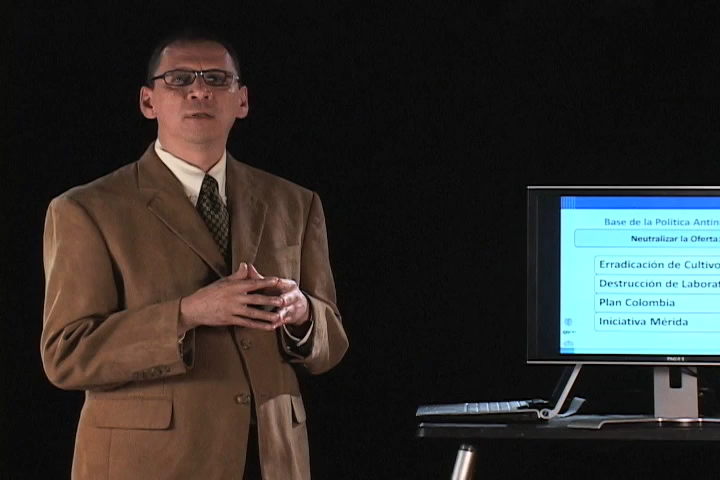 Base de la Política Antin
Neutralizar la Oferta:
Erradicación de Cultivo
Destrucción de Laborat
Plan Colombia
Iniciativa Mérida